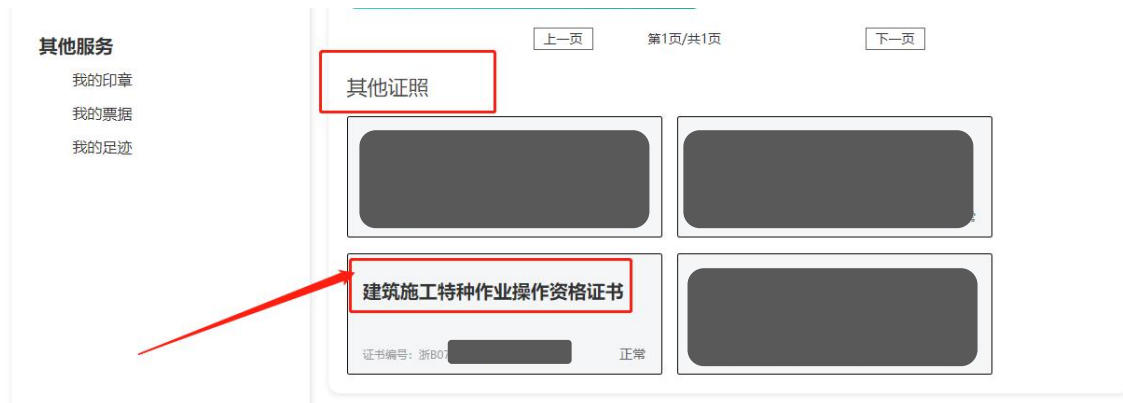 其他服务
我的印章
我的票据
我的足迹
上一页 第1页/共1页 下一页
其他证照
建筑施工特种作业操作资格证书
证书编号：浙B07 正常